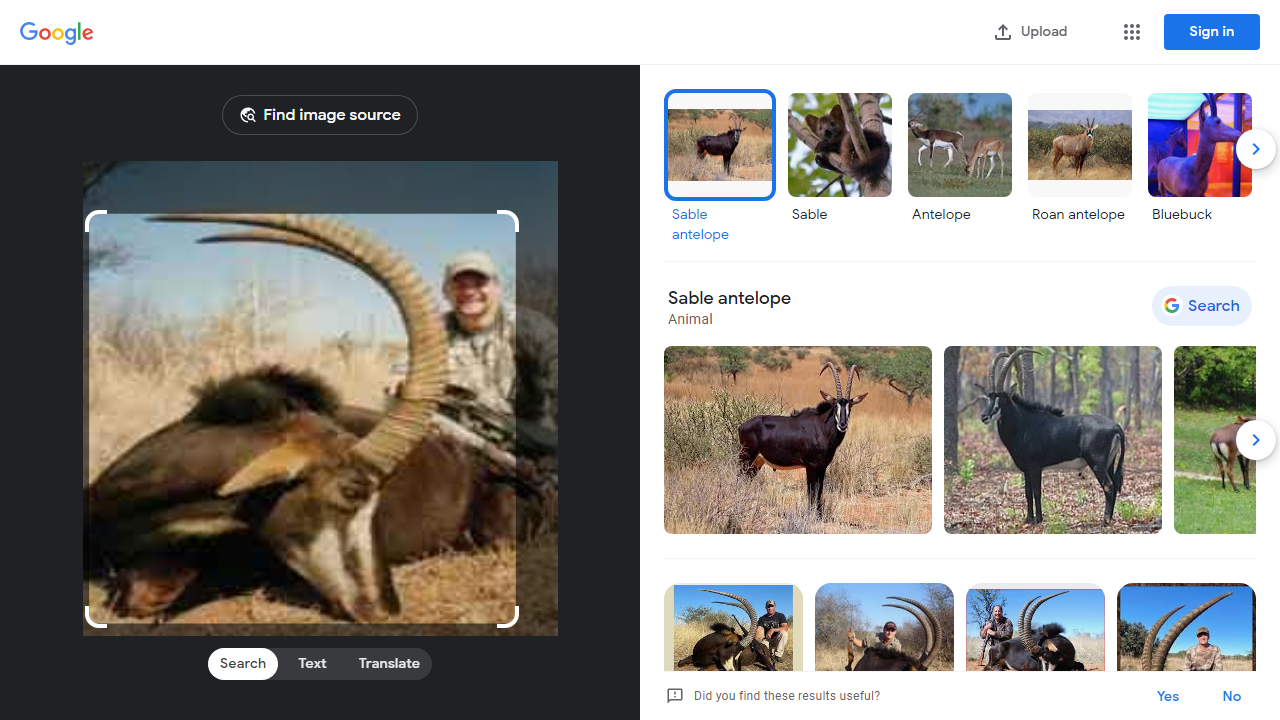 Google
Upload
Sign in
Find image source
Sable antelope
Sable
Antelope
Roan antelope
Bluebuck
Sable antelope
Animal
Search
Search
Text
Translate
Did you find these results useful?
Yes
No